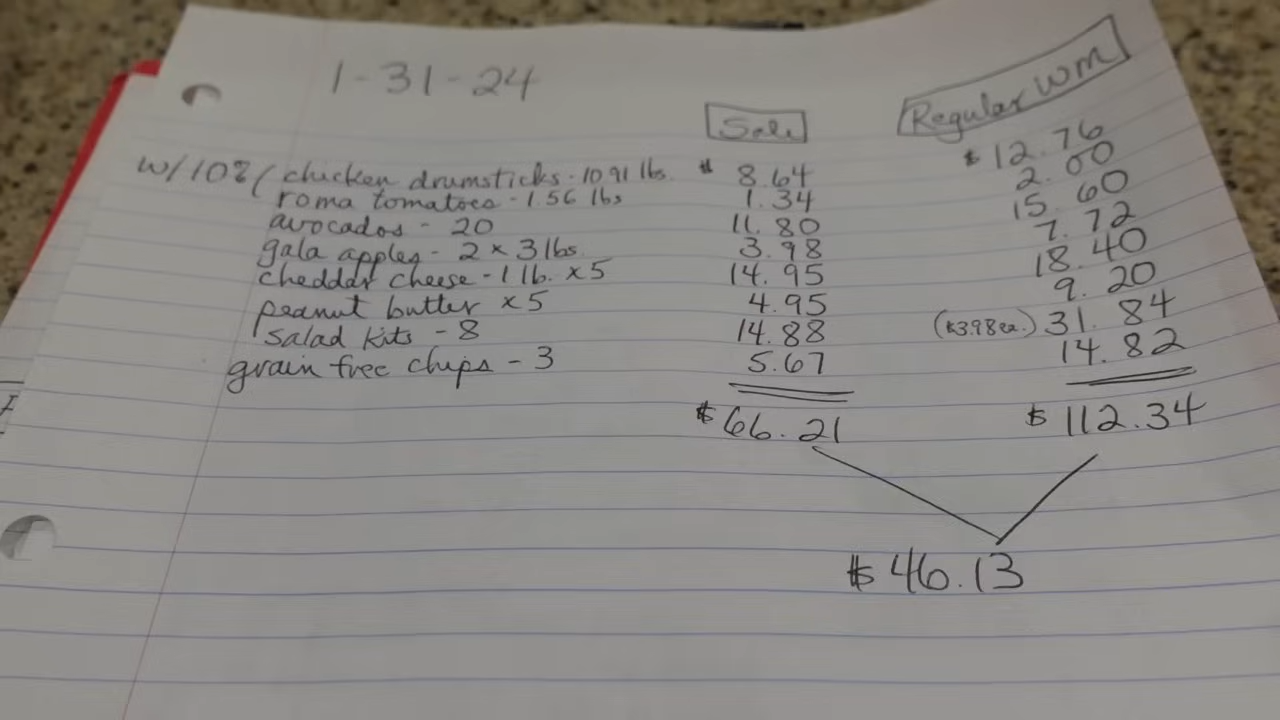 1-31-24
Sale Regular WM
w/10%( chicken drumsticks - 10.91 lbs. $ 8.64 $ 12.76
roma tomatoes - 1.56 lbs 1.34 2.00
avocados - 20 11.80 15.60
gala apples - 2 x 3 lbs. 3.98 7.72
cheddar cheese - 1 lb. x 5 14.95 18.40
peanut butter x 5 4.95 9.20
salad kits - 8 14.88 ($3.98 ea.) 31.84
grain free chips - 3 5.67 14.82
$ 66.21 $ 112.34
$ 46.13